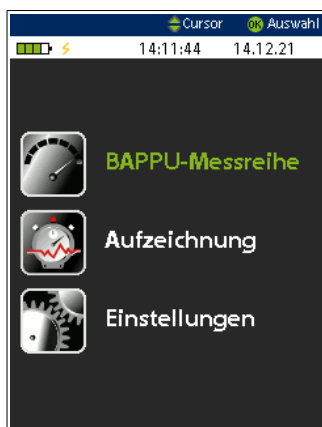 Cursor OK Auswahl
14:11:44 14.12.21
BAPPU-Messreihe
Aufzeichnung
Einstellungen